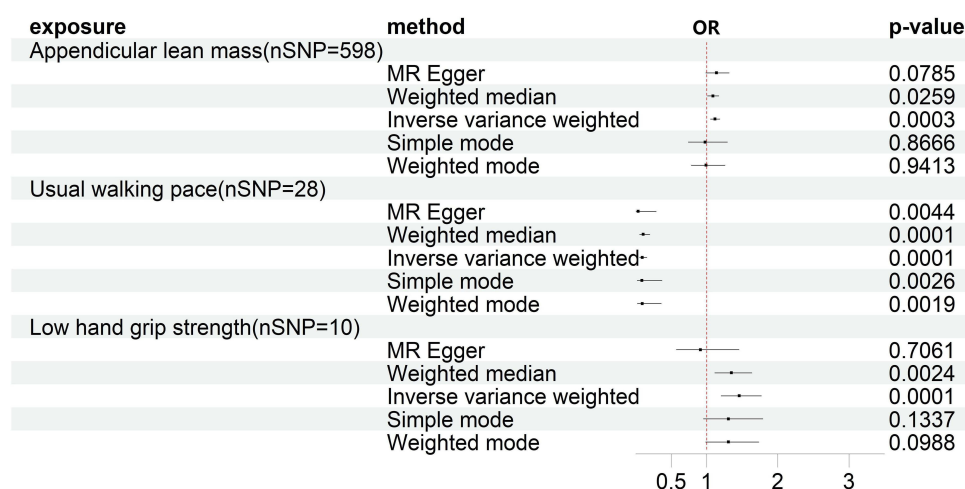 exposure method OR p-value
Appendicular lean mass(nSNP=598)
MR Egger 0.0785
Weighted median 0.0259
Inverse variance weighted 0.0003
Simple mode 0.8666
Weighted mode 0.9413
Usual walking pace(nSNP=28)
MR Egger 0.0044
Weighted median 0.0001
Inverse variance weighted 0.0001
Simple mode 0.0026
Weighted mode 0.0019
Low hand grip strength(nSNP=10)
MR Egger 0.7061
Weighted median 0.0024
Inverse variance weighted 0.0001
Simple mode 0.1337
Weighted mode 0.0988
0.5 1 2 3